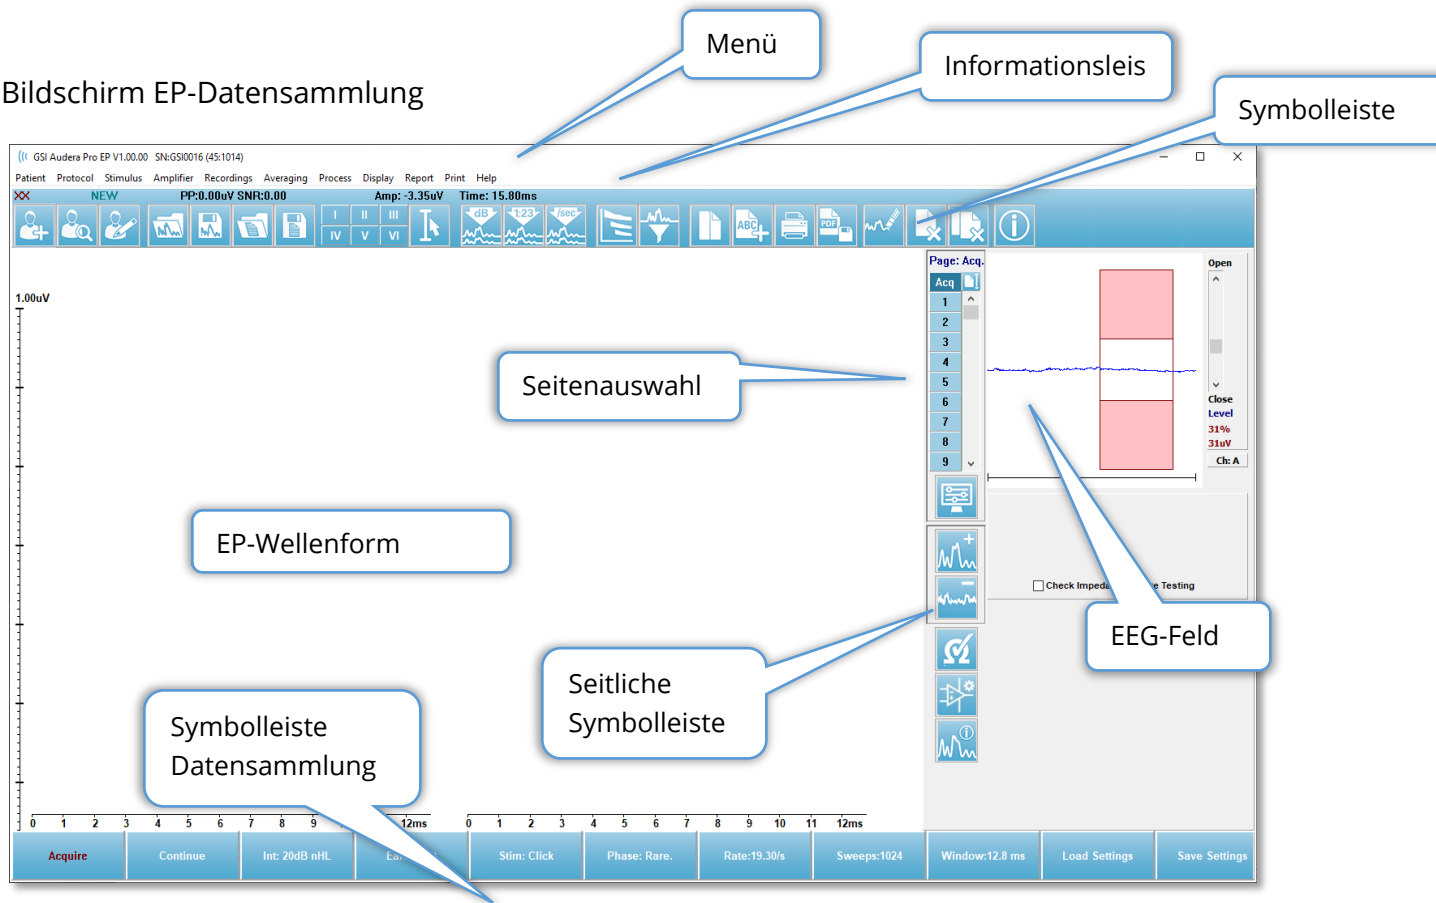 Menü
Informationsleis
Symbolleiste
Bildschirm EP-Datensammlung
GSI Audera Pro EP V1.00.00 SN:GSI0016 (45:1014)
Patient Protocol Stimulus Amplifier Recordings Averaging Process Display Report Print Help
NEW PP:0.00uV SNR:0.00 Amp: -3.35uV Time: 15.80ms
I II III
IV V VI
dB 1:23 /sec
ABC
PDF
Page: Acq.
Acq
1
2
3
4
5
6
7
8
9
Open
Close
Level
31%
31uV
Ch: A
1.00uV
Seitenauswahl
EP-Wellenform
Check Impeda e Testing
EEG-Feld
Seitliche
Symbolleiste
Symbolleiste
Datensammlung
0 1 2 3 4 5 6 7 8 9 12ms
0 1 2 3 4 5 6 7 8 9 10 11 12ms
Acquire Continue Int: 20dB nHL Stim: Click Phase: Rare. Rate:19.30/s Sweeps:1024 Window:12.8 ms Load Settings Save Settings